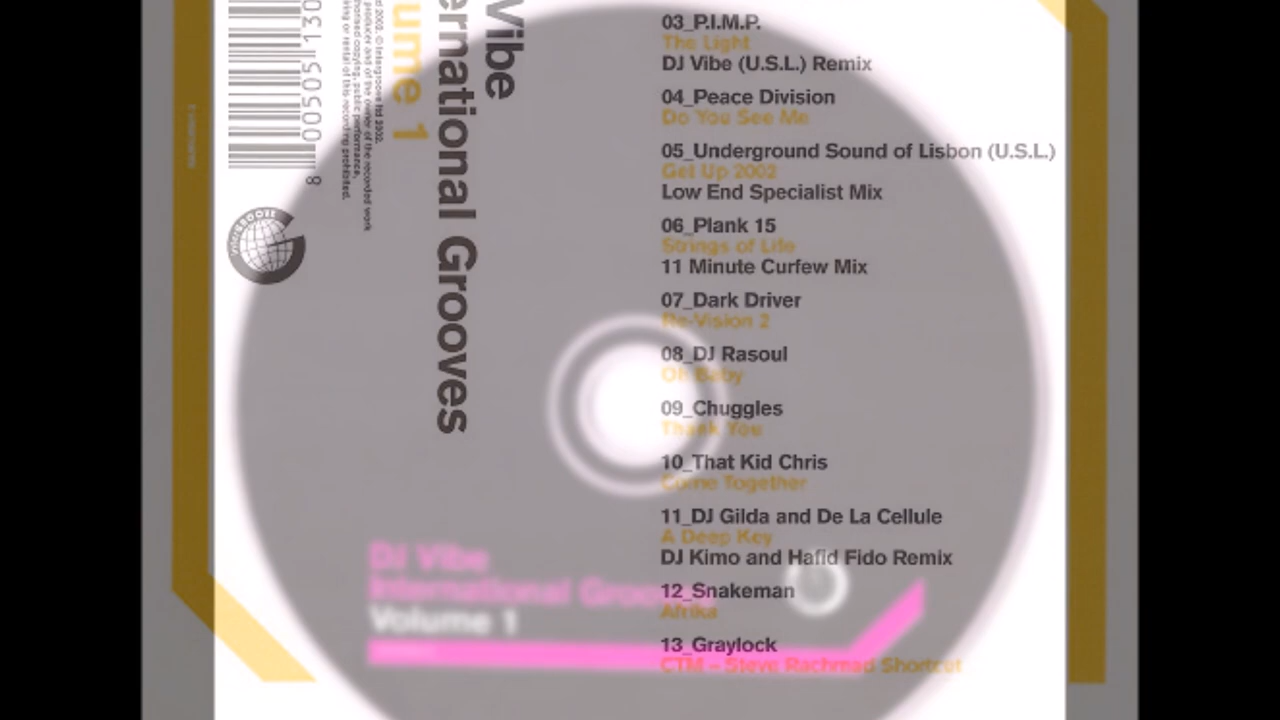 Vibe
ernational Grooves
ume 1
00505 130
8
interGROOVE
03_P.I.M.P.
The Light
DJ Vibe (U.S.L.) Remix
04_Peace Division
Do You See Me
05_Underground Sound of Lisbon (U.S.L.)
Get Up 2002
Low End Specialist Mix
06_Plank 15
Strings of Life
11 Minute Curfew Mix
07_Dark Driver
Re-Vision 2
08_DJ Rasoul
Oh Baby
09_Chuggles
Thank You
10_That Kid Chris
Come Together
11_DJ Gilda and De La Cellule
A Deep Key
DJ Kimo and Hafid Fido Remix
12_Snakeman
Afrika
13_Graylock
CTM – Steve Rachmad Shortcut
DJ Vibe
International Groo
Volume 1